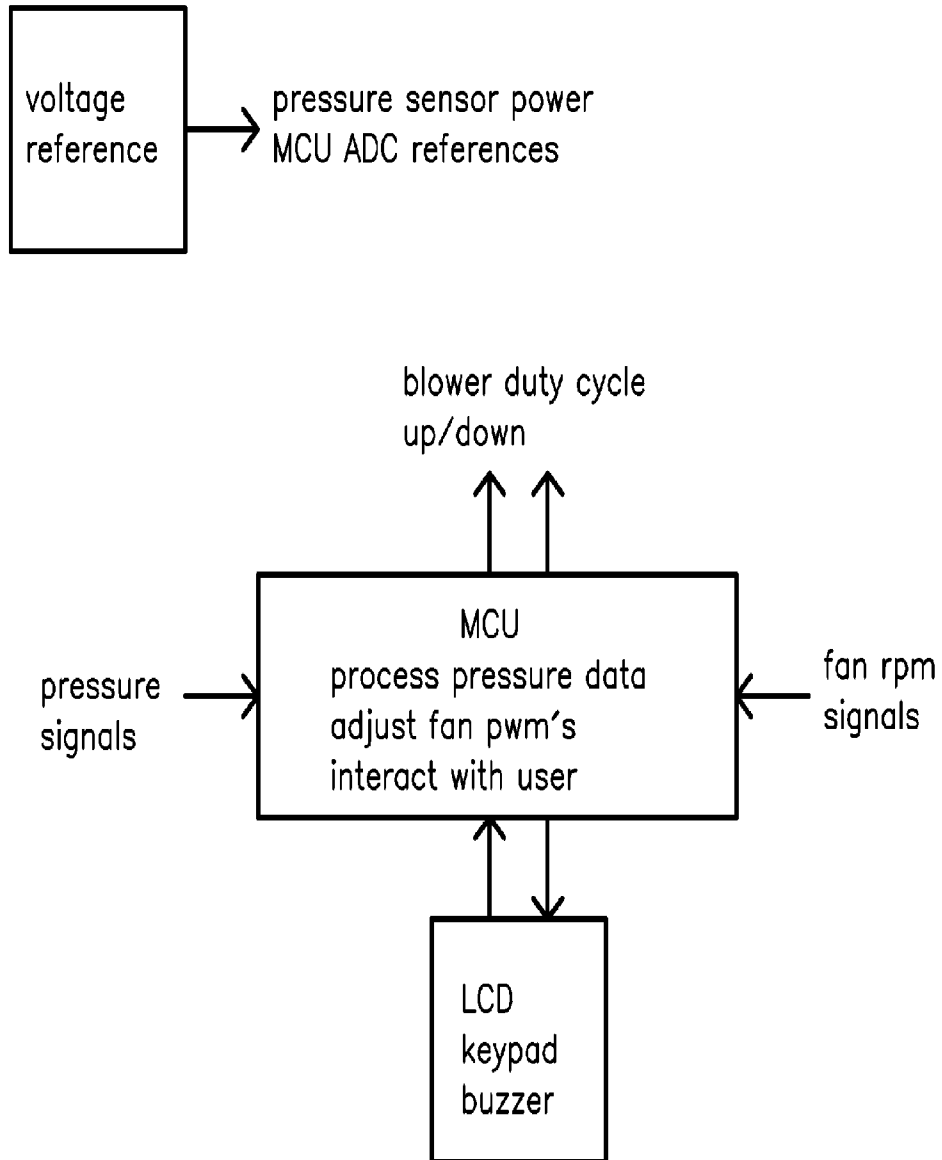 voltage
reference
pressure sensor power
MCU ADC references
blower duty cycle
up/down
MCU
process pressure data
adjust fan pwm's
interact with user
pressure
signals
fan rpm
signals
LCD
keypad
buzzer